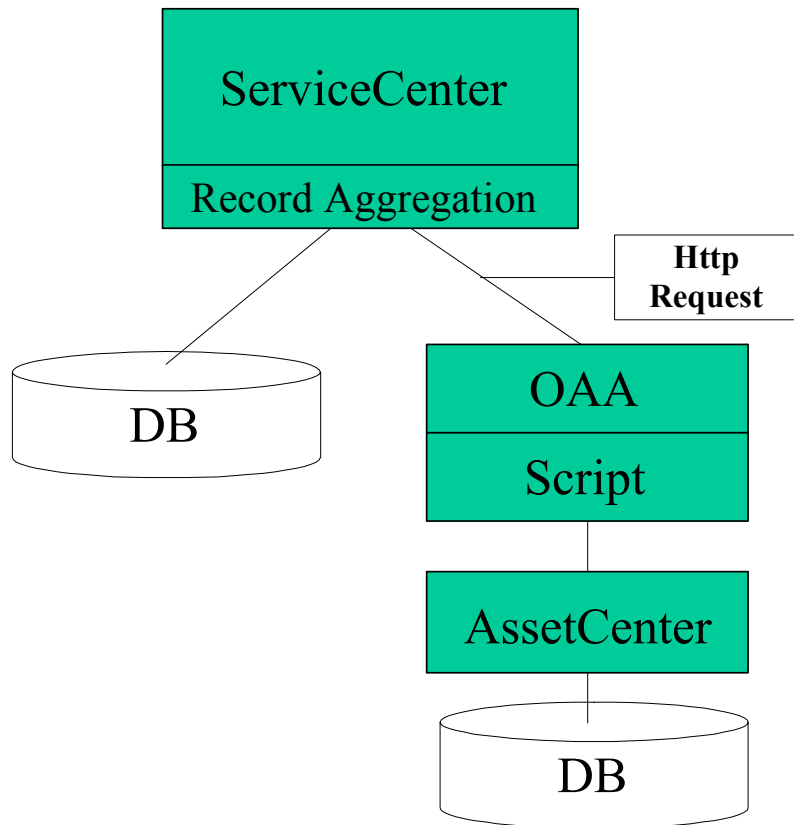 ServiceCenter
Record Aggregation
Http
Request
DB
OAA
Script
AssetCenter
DB